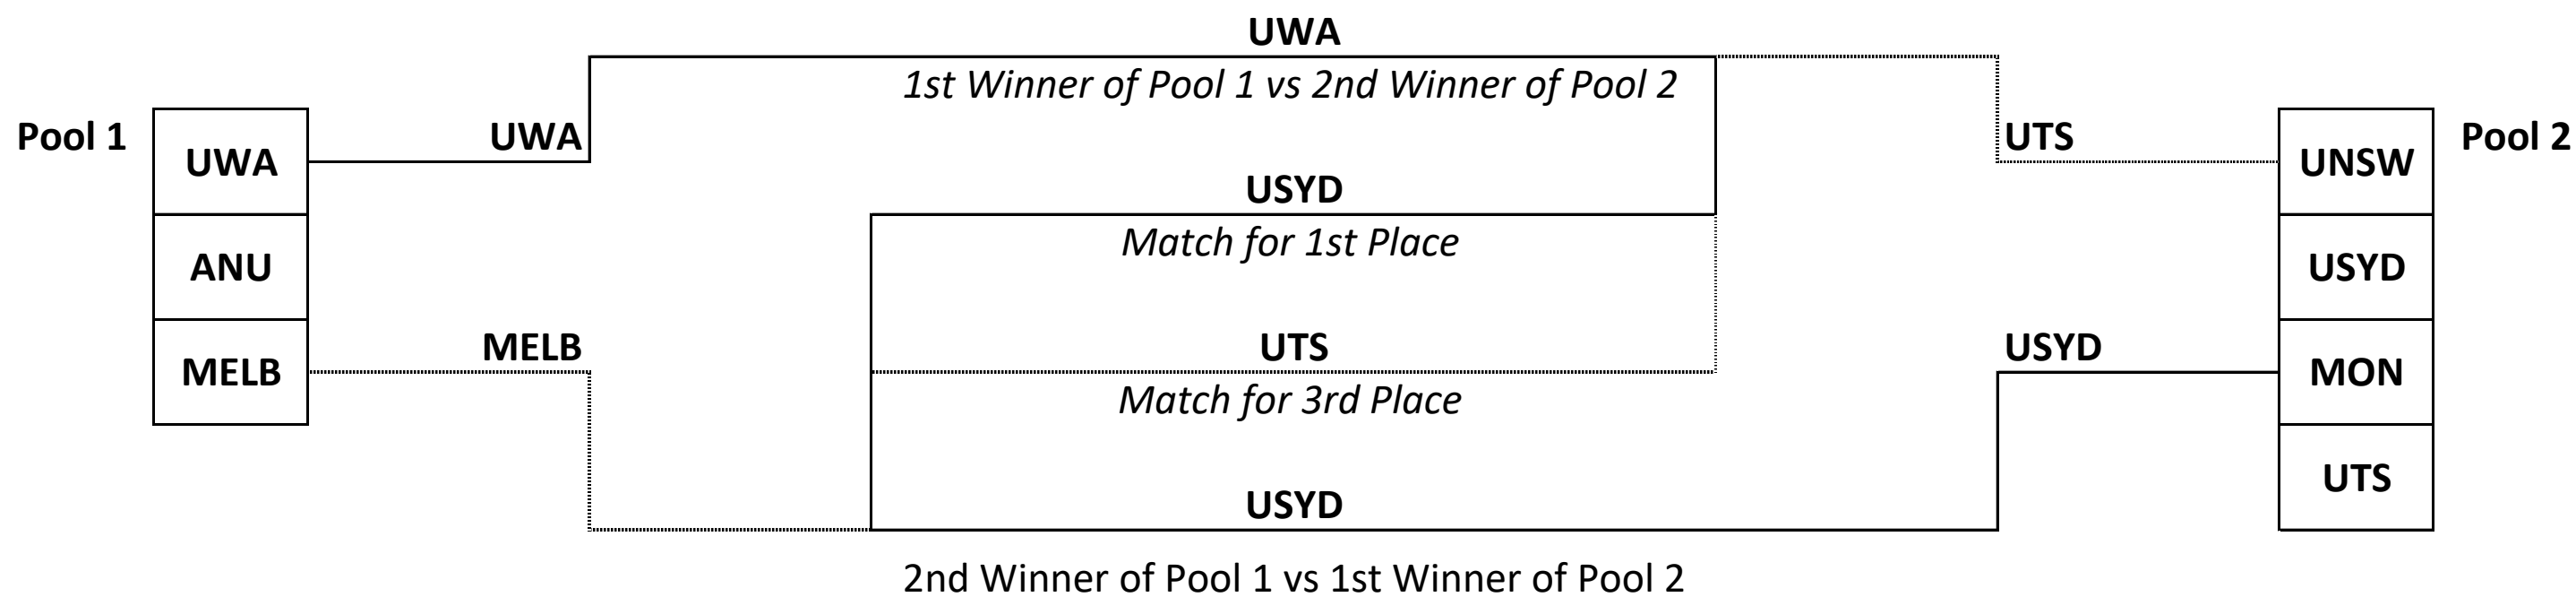 UWA
1st Winner of Pool 1 vs 2nd Winner of Pool 2
Pool 1
UWA
UWA
UTS
UNSW
Pool 2
USYD
Match for 1st Place
ANU
USYD
MELB
MELB
UTS
Match for 3rd Place
USYD
MON
UTS
USYD
2nd Winner of Pool 1 vs 1st Winner of Pool 2